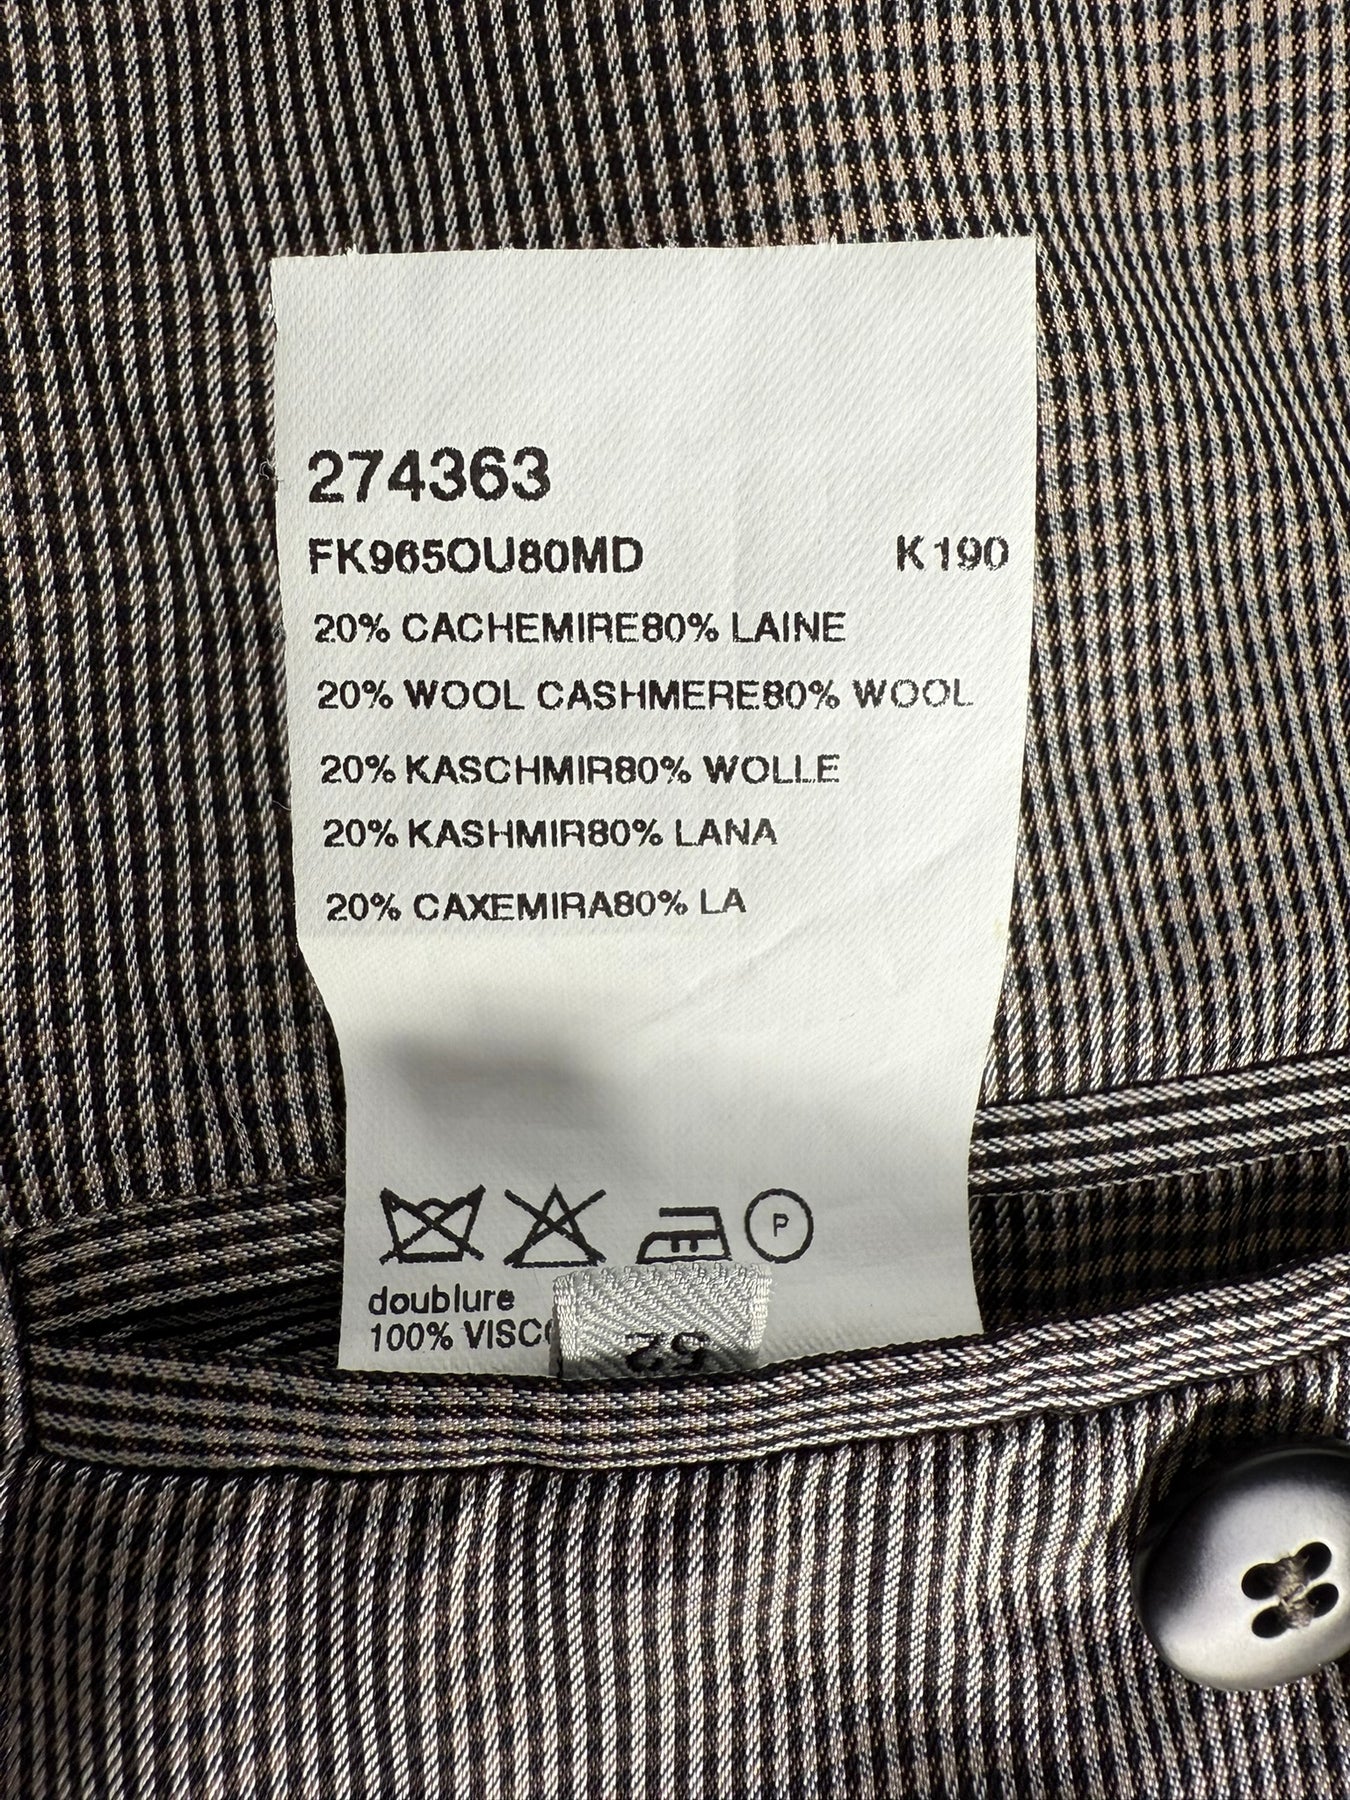 274363
FK965OU80MD K190
20% CACHEMIRE80% LAINE
20% WOOL CASHMERE80% WOOL
20% KASCHMIR80% WOLLE
20% KASHMIR80% LANA
20% CAXEMIRA80% LA
P
doublure
100%
52